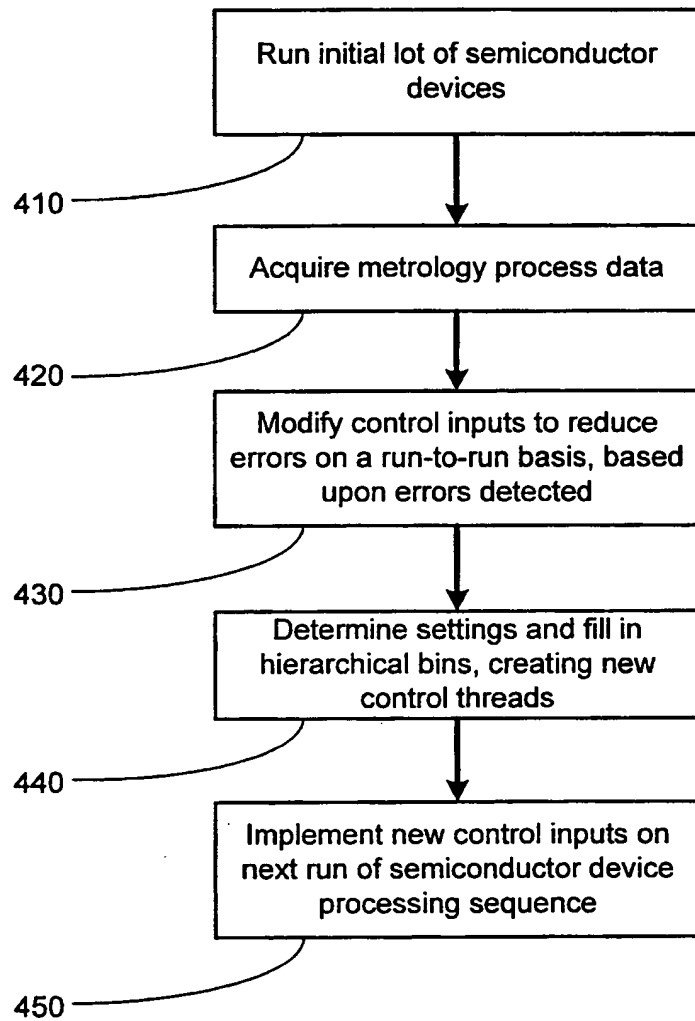 Run initial lot of semiconductor
devices
410
Acquire metrology process data
420
Modify control inputs to reduce
errors on a run-to-run basis, based
upon errors detected
430
Determine settings and fill in
hierarchical bins, creating new
control threads
440
Implement new control inputs on
next run of semiconductor device
processing sequence
450